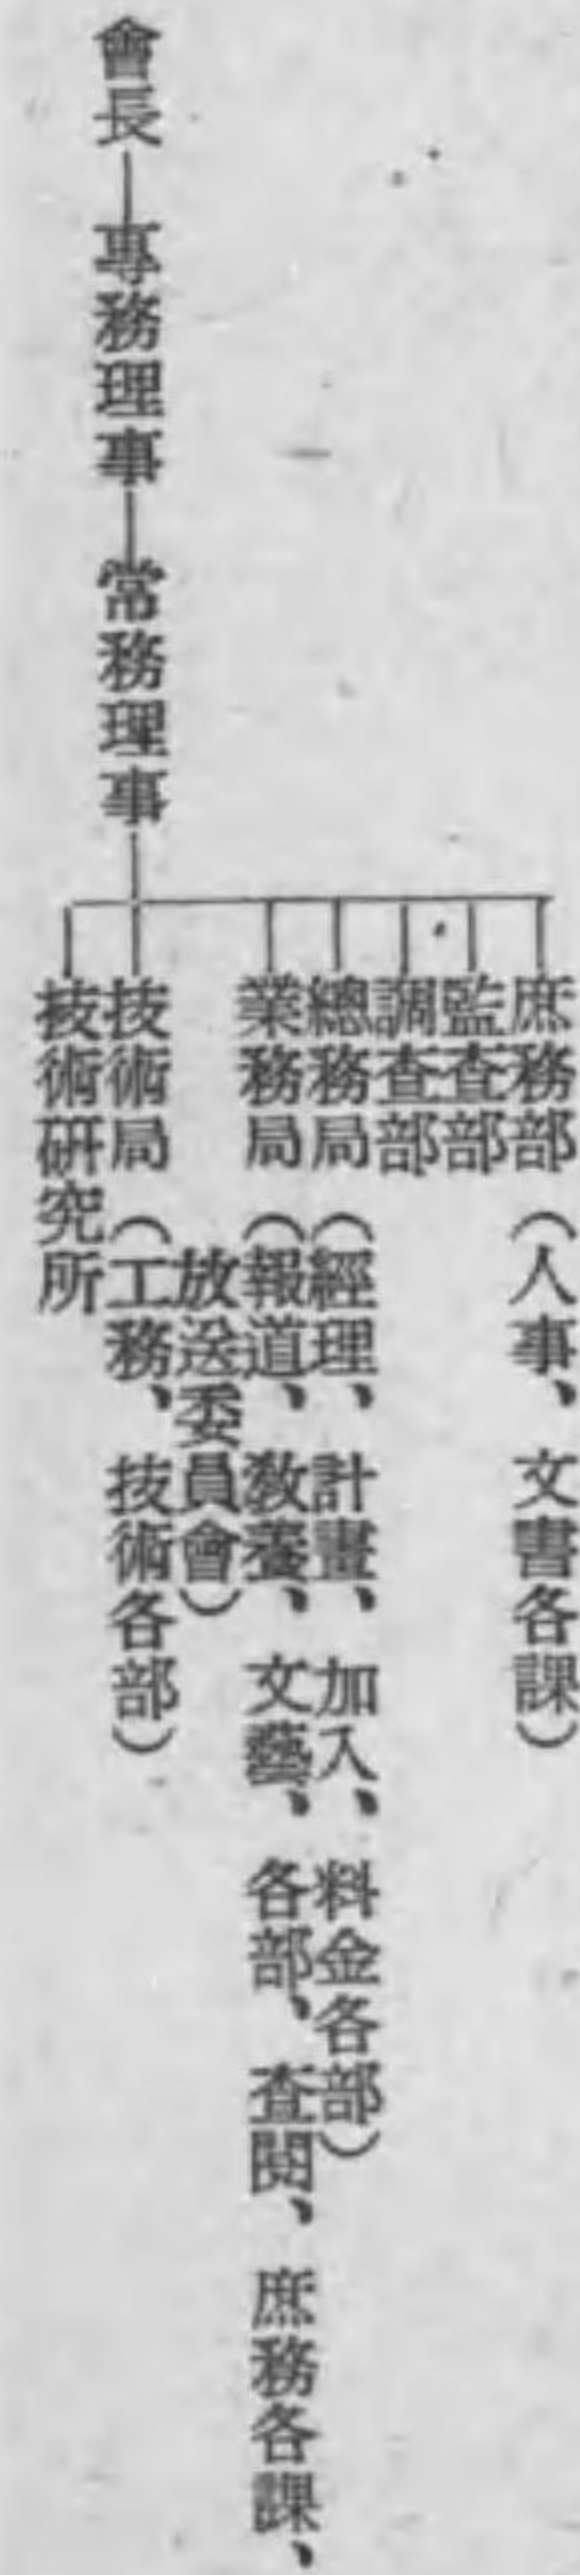 會長—專務理事—常務理事
庶務部（人事、文書各課）
監査部
調査部
總務局（經理、計畫、加入、料金各部）
業務局（報道、敎養、文藝、各部、査閱、庶務各課、
放送委員會）
技術局（工務、技術各部）
技術硏究所